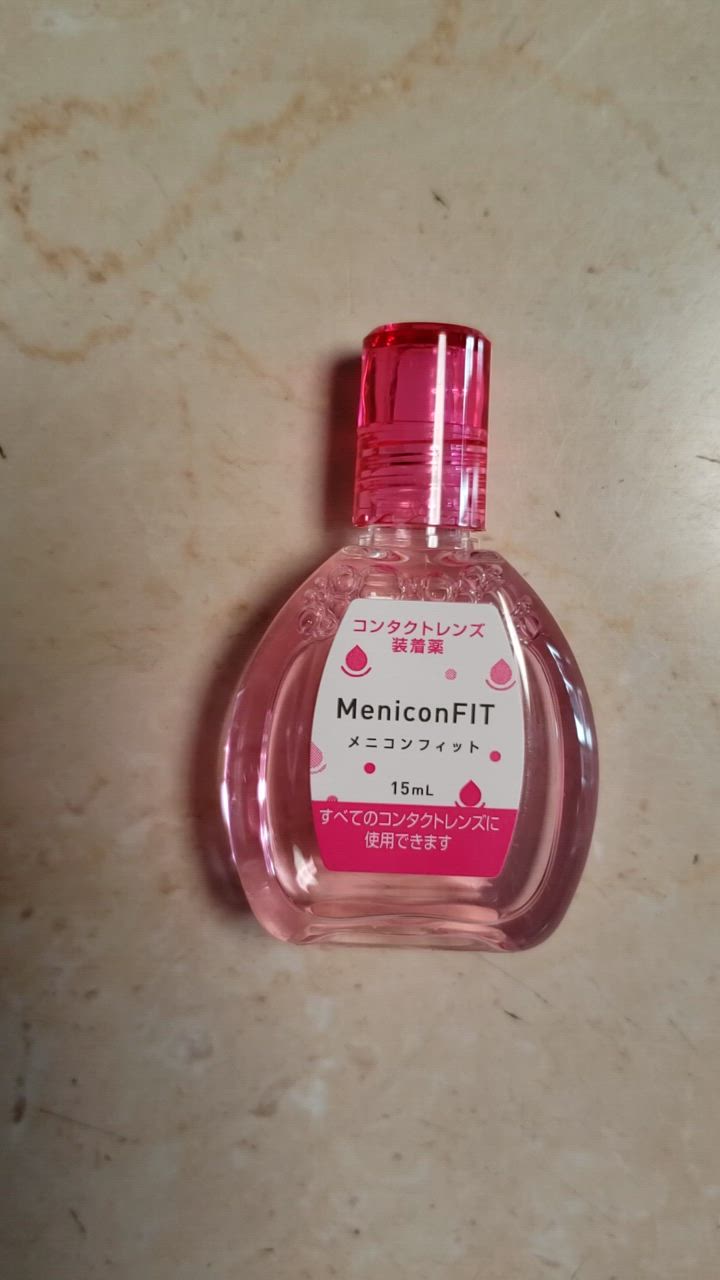 コンタクトレンズ
装着薬
MeniconFIT
メニコンフィット
15mL
すべてのコンタクトレンズに
使用できます